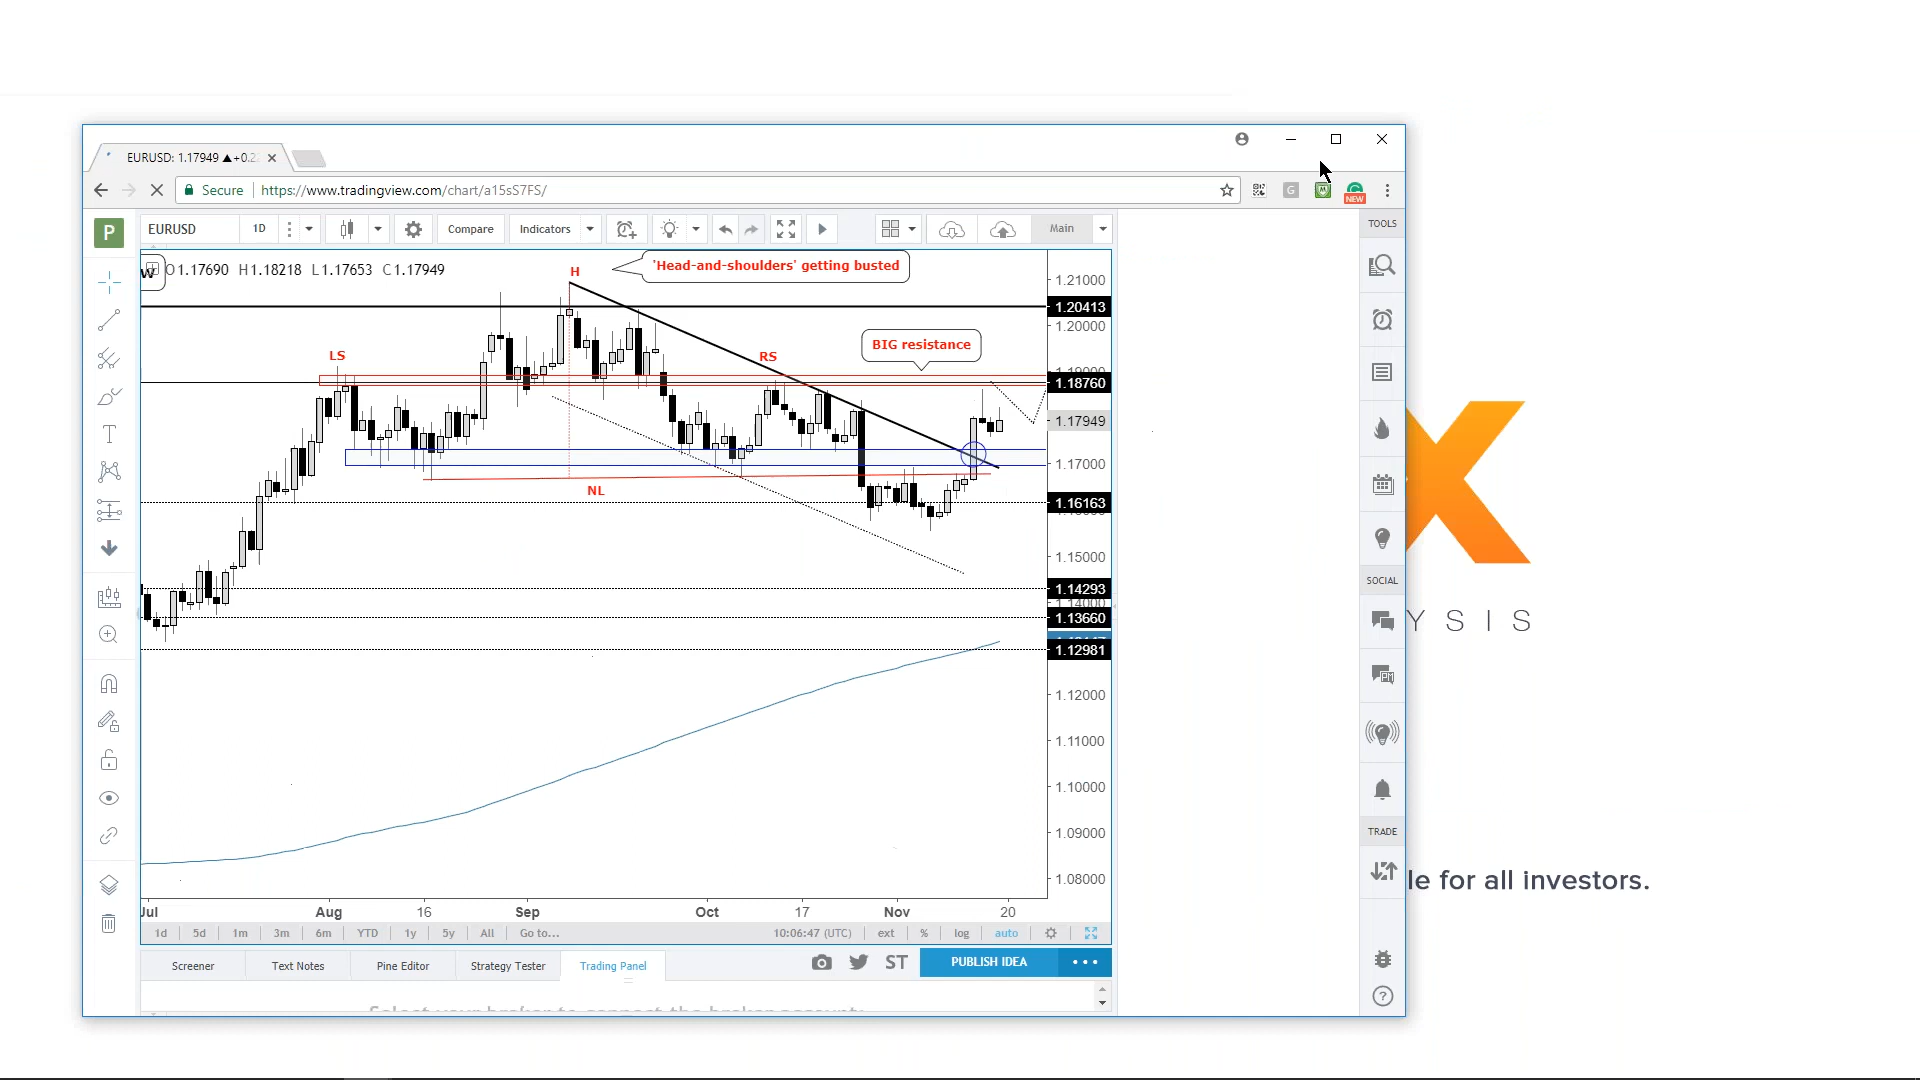 EURUSD: 1.17949 ▲+0.2
Secure
https://www.tradingview.com/chart/a15sS7FS/
NEW
P
EURUSD
1D
Compare
Indicators
Main
TOOLS
O1.17690 H1.18218 L1.17653 C1.17949
H
'Head-and-shoulders' getting busted
1.21000
1.20413
1.20000
BIG resistance
LS
RS
1.18760
1.17949
1.17000
NL
1.16163
1.15000
1.14293
1.14000
1.13660
1.12981
1.12000
1.11000
1.10000
1.09000
1.08000
SOCIAL
YSIS
TRADE
le for all investors.
Jul
Aug
16
Sep
Oct
17
Nov
20
1d
5d
1m
3m
6m
YTD
1y
5y
All
Go to...
10:06:47 (UTC)
ext
%
log
auto
Screener
Text Notes
Pine Editor
Strategy Tester
Trading Panel
ST
PUBLISH IDEA